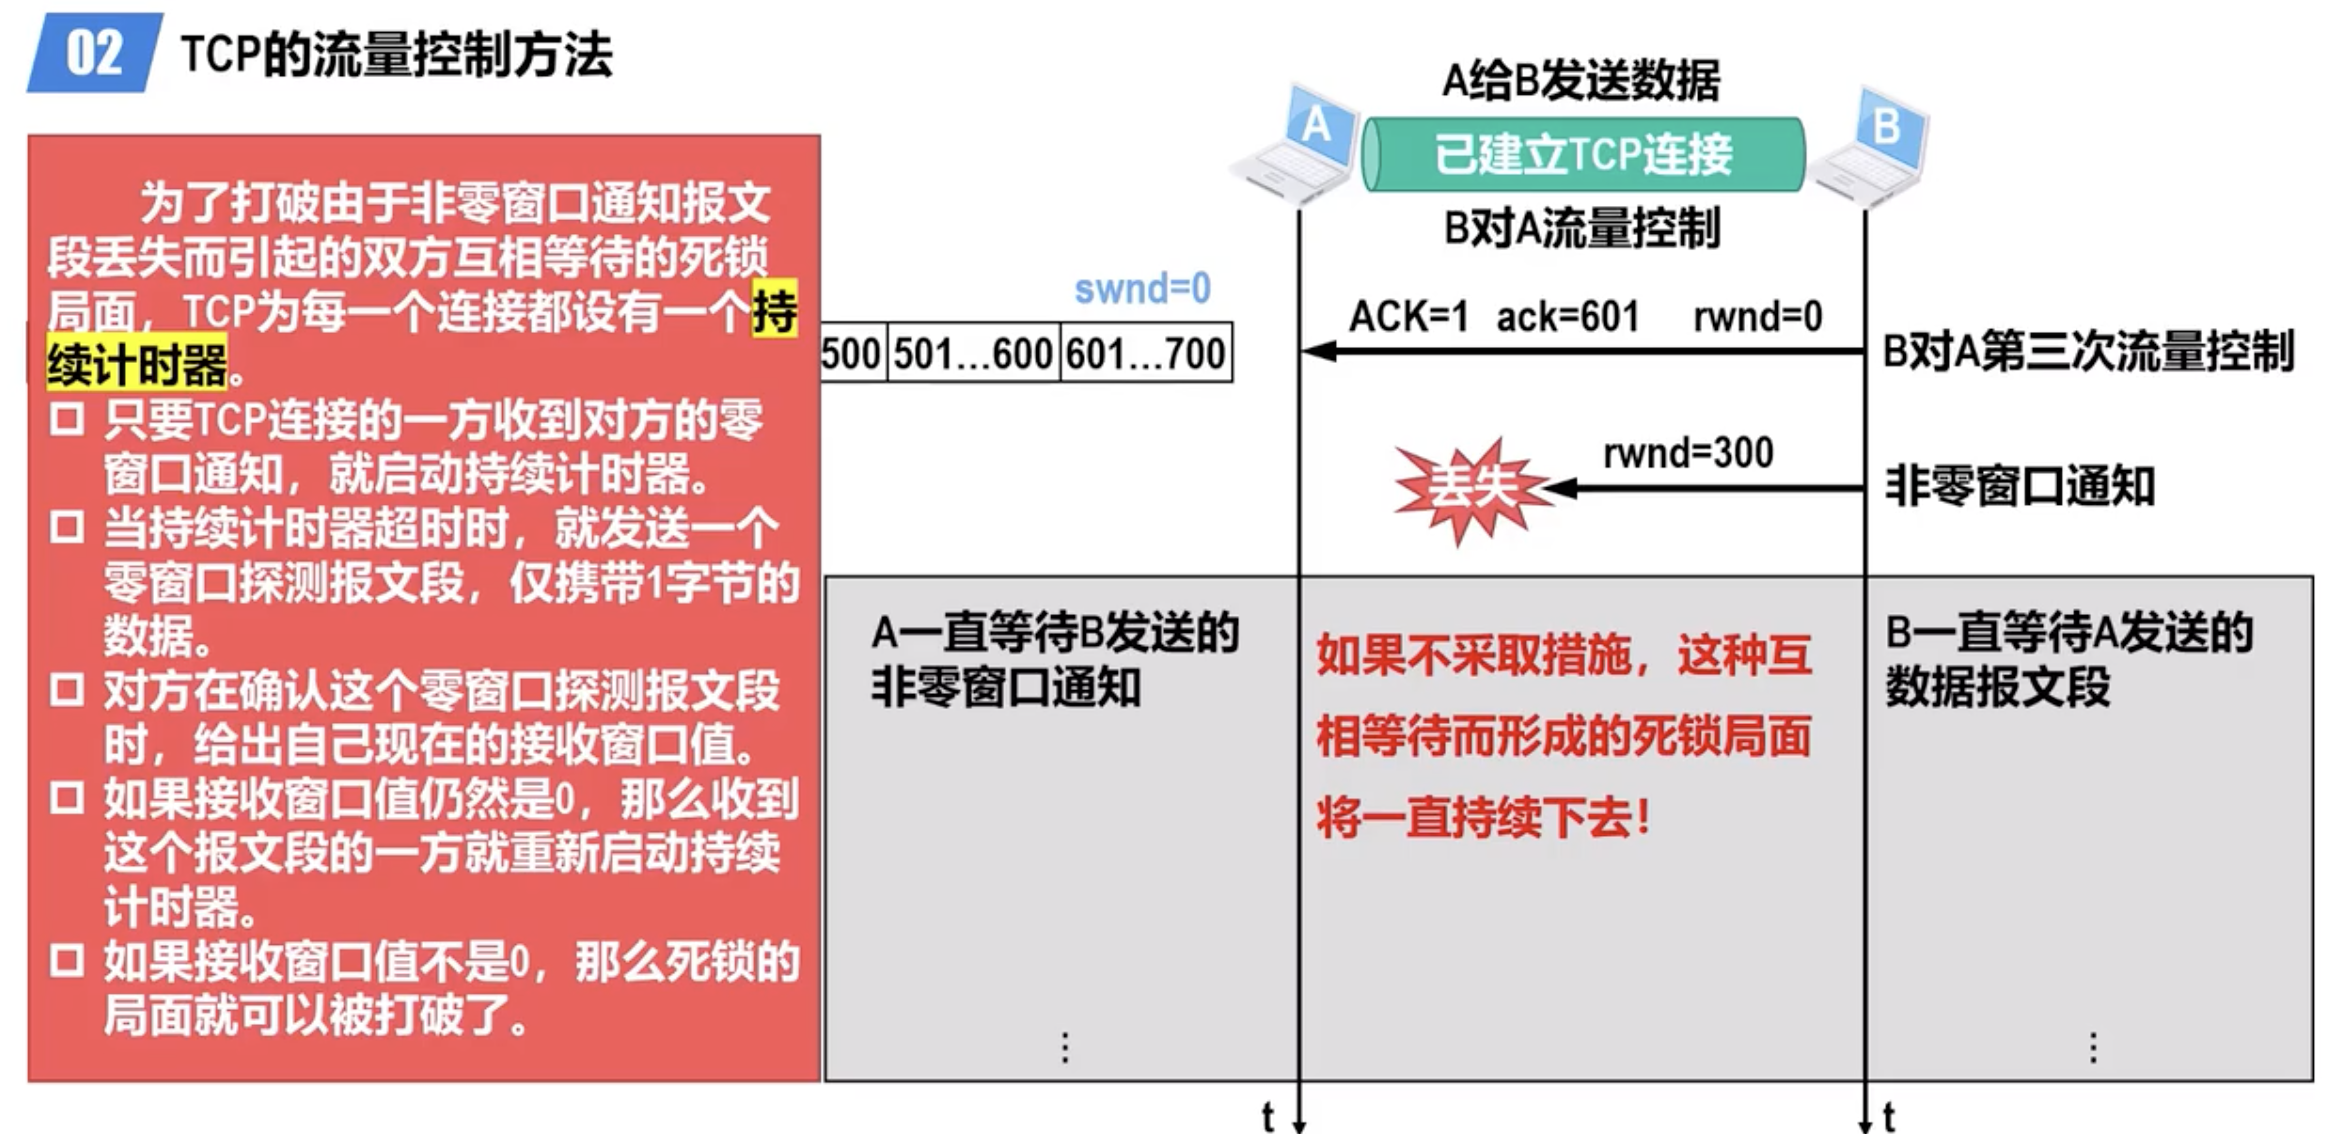 02 TCP的流量控制方法
为了打破由于非零窗口通知报文
段丢失而引起的双方互相等待的死锁
局面，TCP为每一个连接都设有一个持
续计时器。
只要TCP连接的一方收到对方的零
窗口通知，就启动持续计时器。
当持续计时器超时时，就发送一个
零窗口探测报文段，仅携带1字节的
数据。
对方在确认这个零窗口探测报文段
时，给出自己现在的接收窗口值。
如果接收窗口值仍然是0，那么收到
这个报文段的一方就重新启动持续
计时器。
如果接收窗口值不是0，那么死锁的
局面就可以被打破了。
A给B发送数据
A
已建立TCP连接
B
B对A流量控制
swnd=0
500 501...600 601...700
ACK=1 ack=601 rwnd=0
B对A第三次流量控制
rwnd=300
丢失
非零窗口通知
A一直等待B发送的
非零窗口通知
⋮
如果不采取措施，这种互
相等待而形成的死锁局面
将一直持续下去！
B一直等待A发送的
数据报文段
⋮
t
t